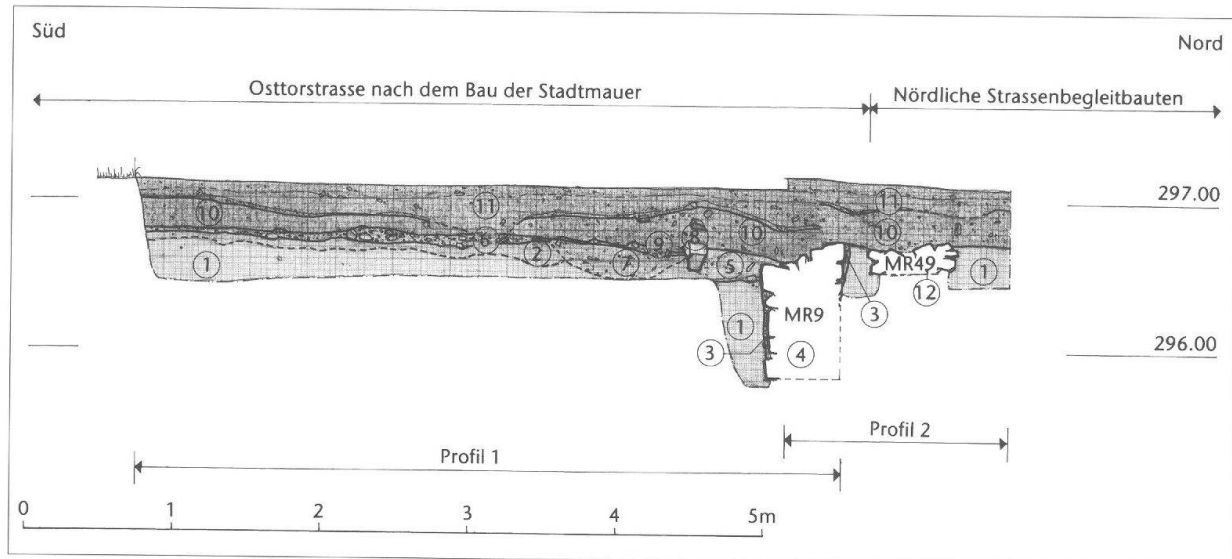 Süd
Nord
Osttorstrasse nach dem Bau der Stadtmauer
Nördliche Strassenbegleitbauten
297.00
11
11
10
10
10
6
9
8
2
7
5
1
1
1
MR49
12
3
3
MR9
4
296.00
Profil 2
Profil 1
0 1 2 3 4 5m